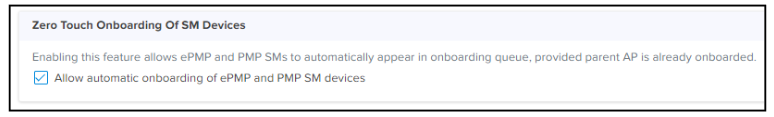 Zero Touch Onboarding Of SM Devices
Enabling this feature allows ePMP and PMP SMs to automatically appear in onboarding queue, provided parent AP is already onboarded.
Allow automatic onboarding of ePMP and PMP SM devices